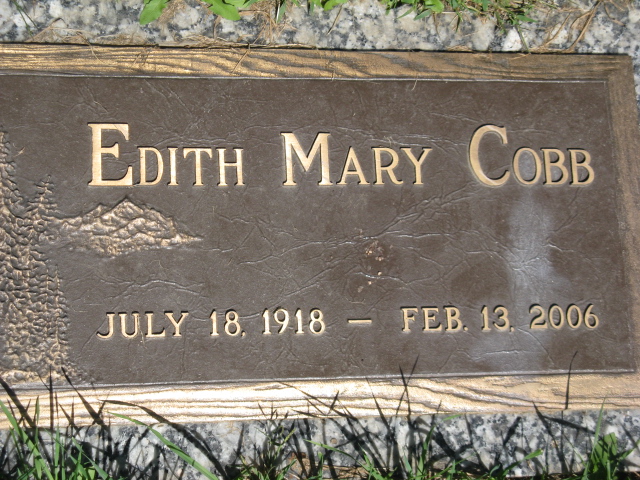 EDITH MARY COBB
JULY 18, 1918 — FEB. 13, 2006